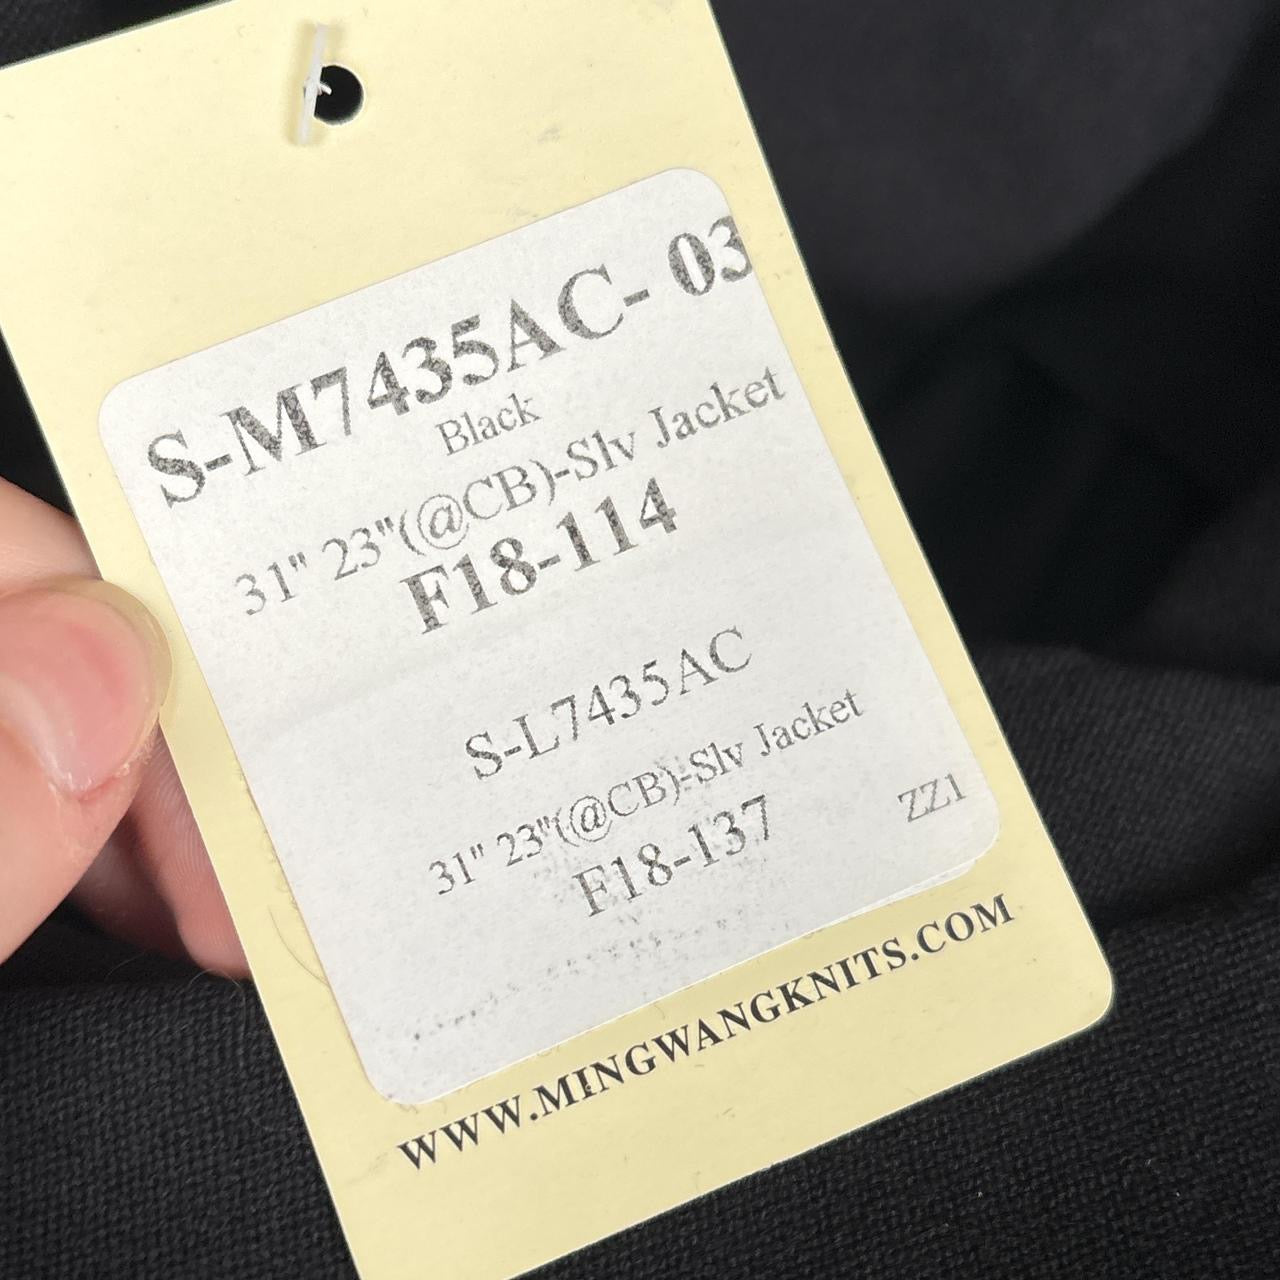 S-M7435AC- 03
Black
31" 23"(@CB)-Slv Jacket
F18-114
S-L7435AC
31" 23"(@CB)-Slv Jacket
F18-137
ZZ1
WWW.MINGWANGKNITS.COM